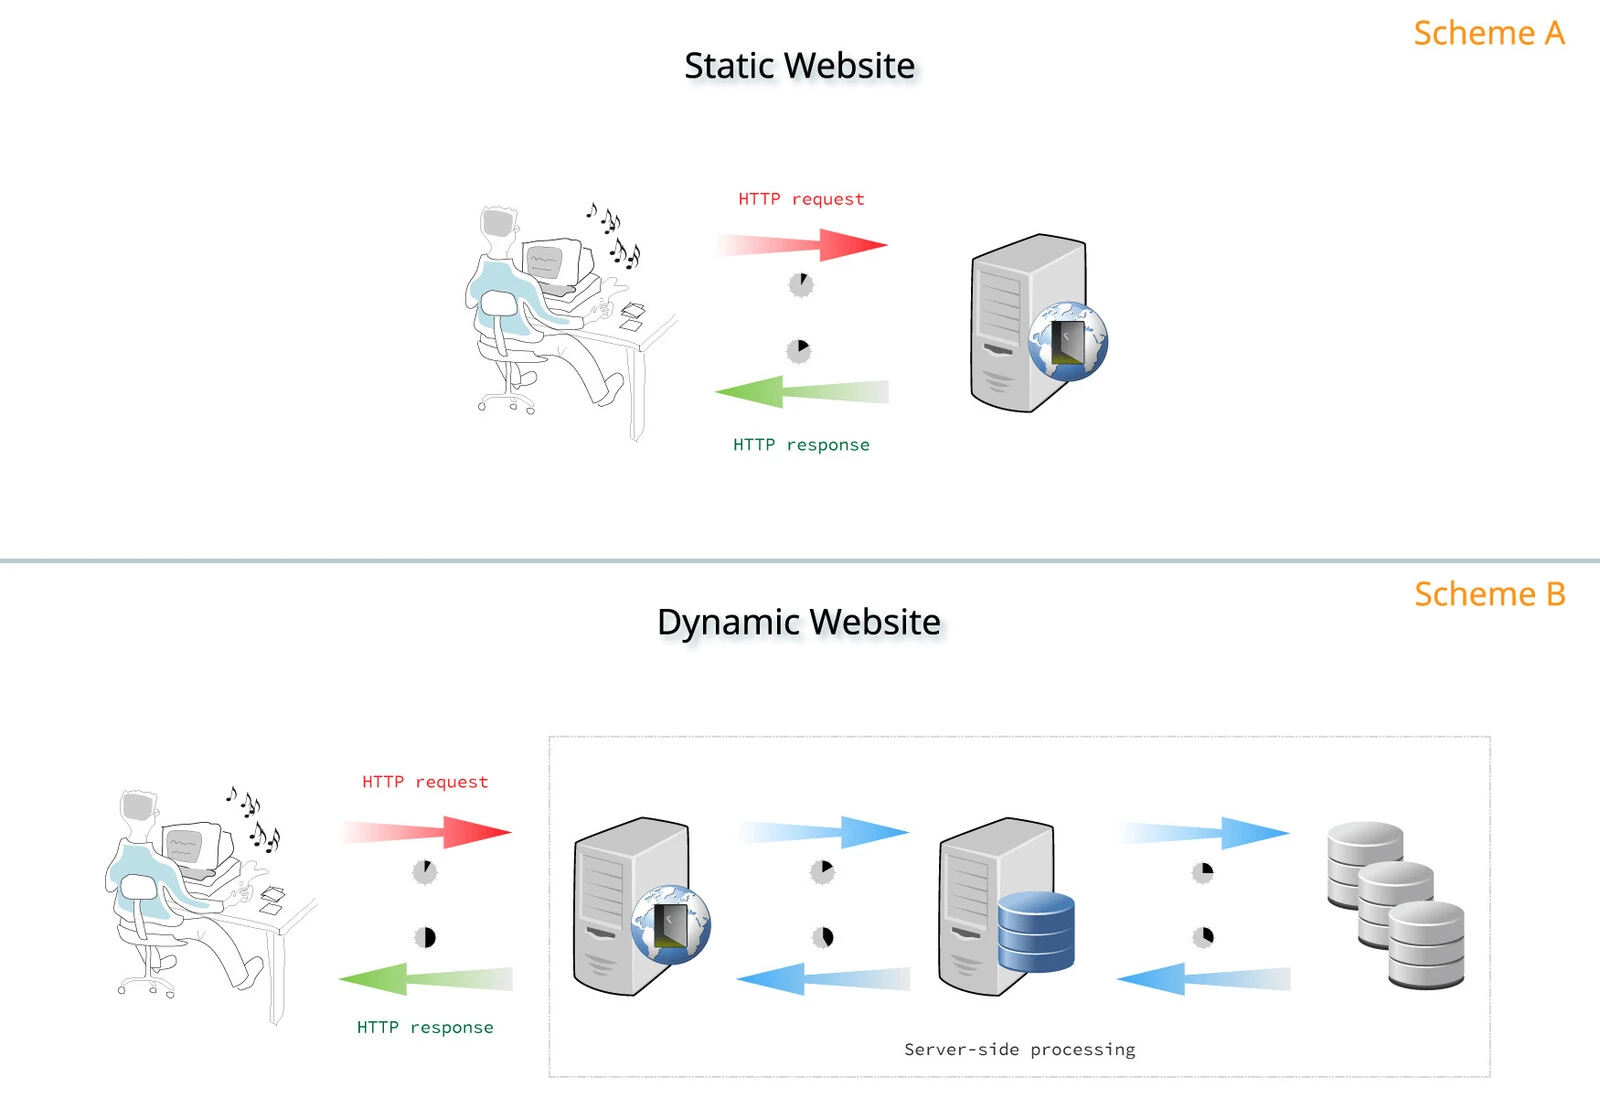 Scheme A
Static Website
HTTP request
HTTP response
Scheme B
Dynamic Website
HTTP request
HTTP response
Server-side processing